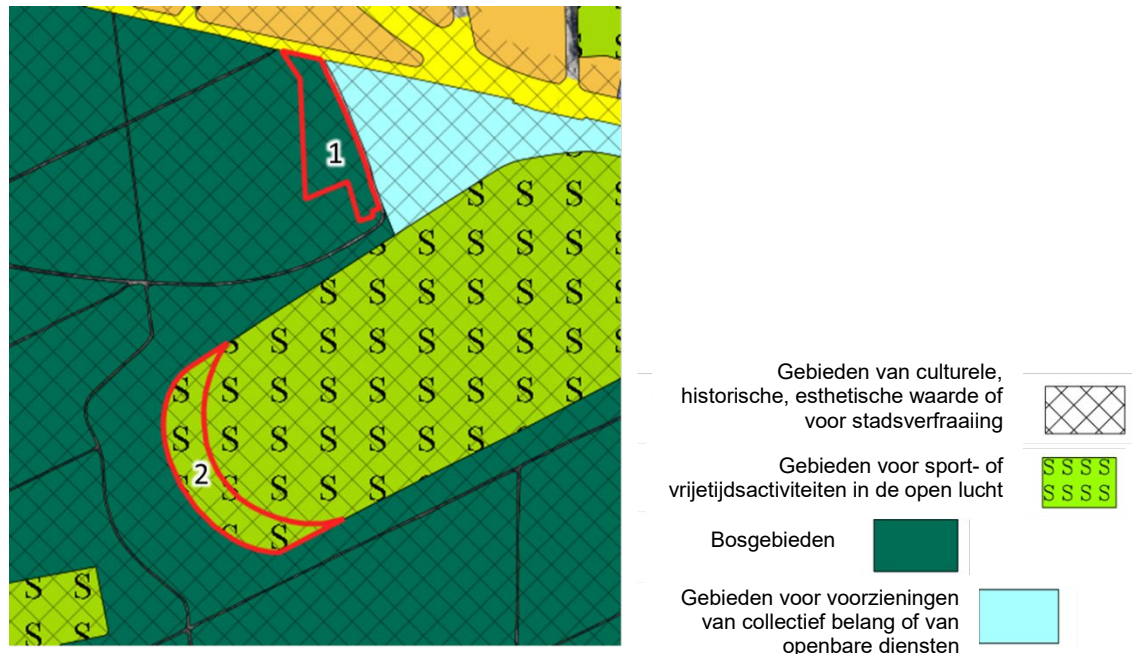 1
S S S
S S S S S S
S S S S S S S
S S S S S S S S
S S S S S S S S S
S S S S S S S S
2 S S S S S
S S
S S
S S
Gebieden van culturele,
historische, esthetische waarde of
voor stadsverfraaiing
Gebieden voor sport- of
vrijetijdsactiviteiten in de open lucht
S S S S
S S S S
Bosgebieden
Gebieden voor voorzieningen
van collectief belang of van
openbare diensten